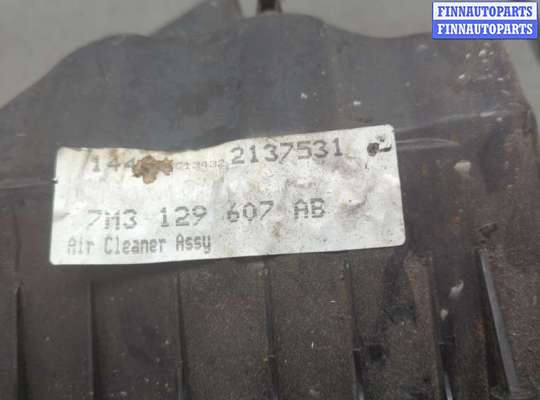 FINNAUTOPARTS
FINNAUTOPARTS
2137531
7M3 129 607 AB
Air Cleaner Assy